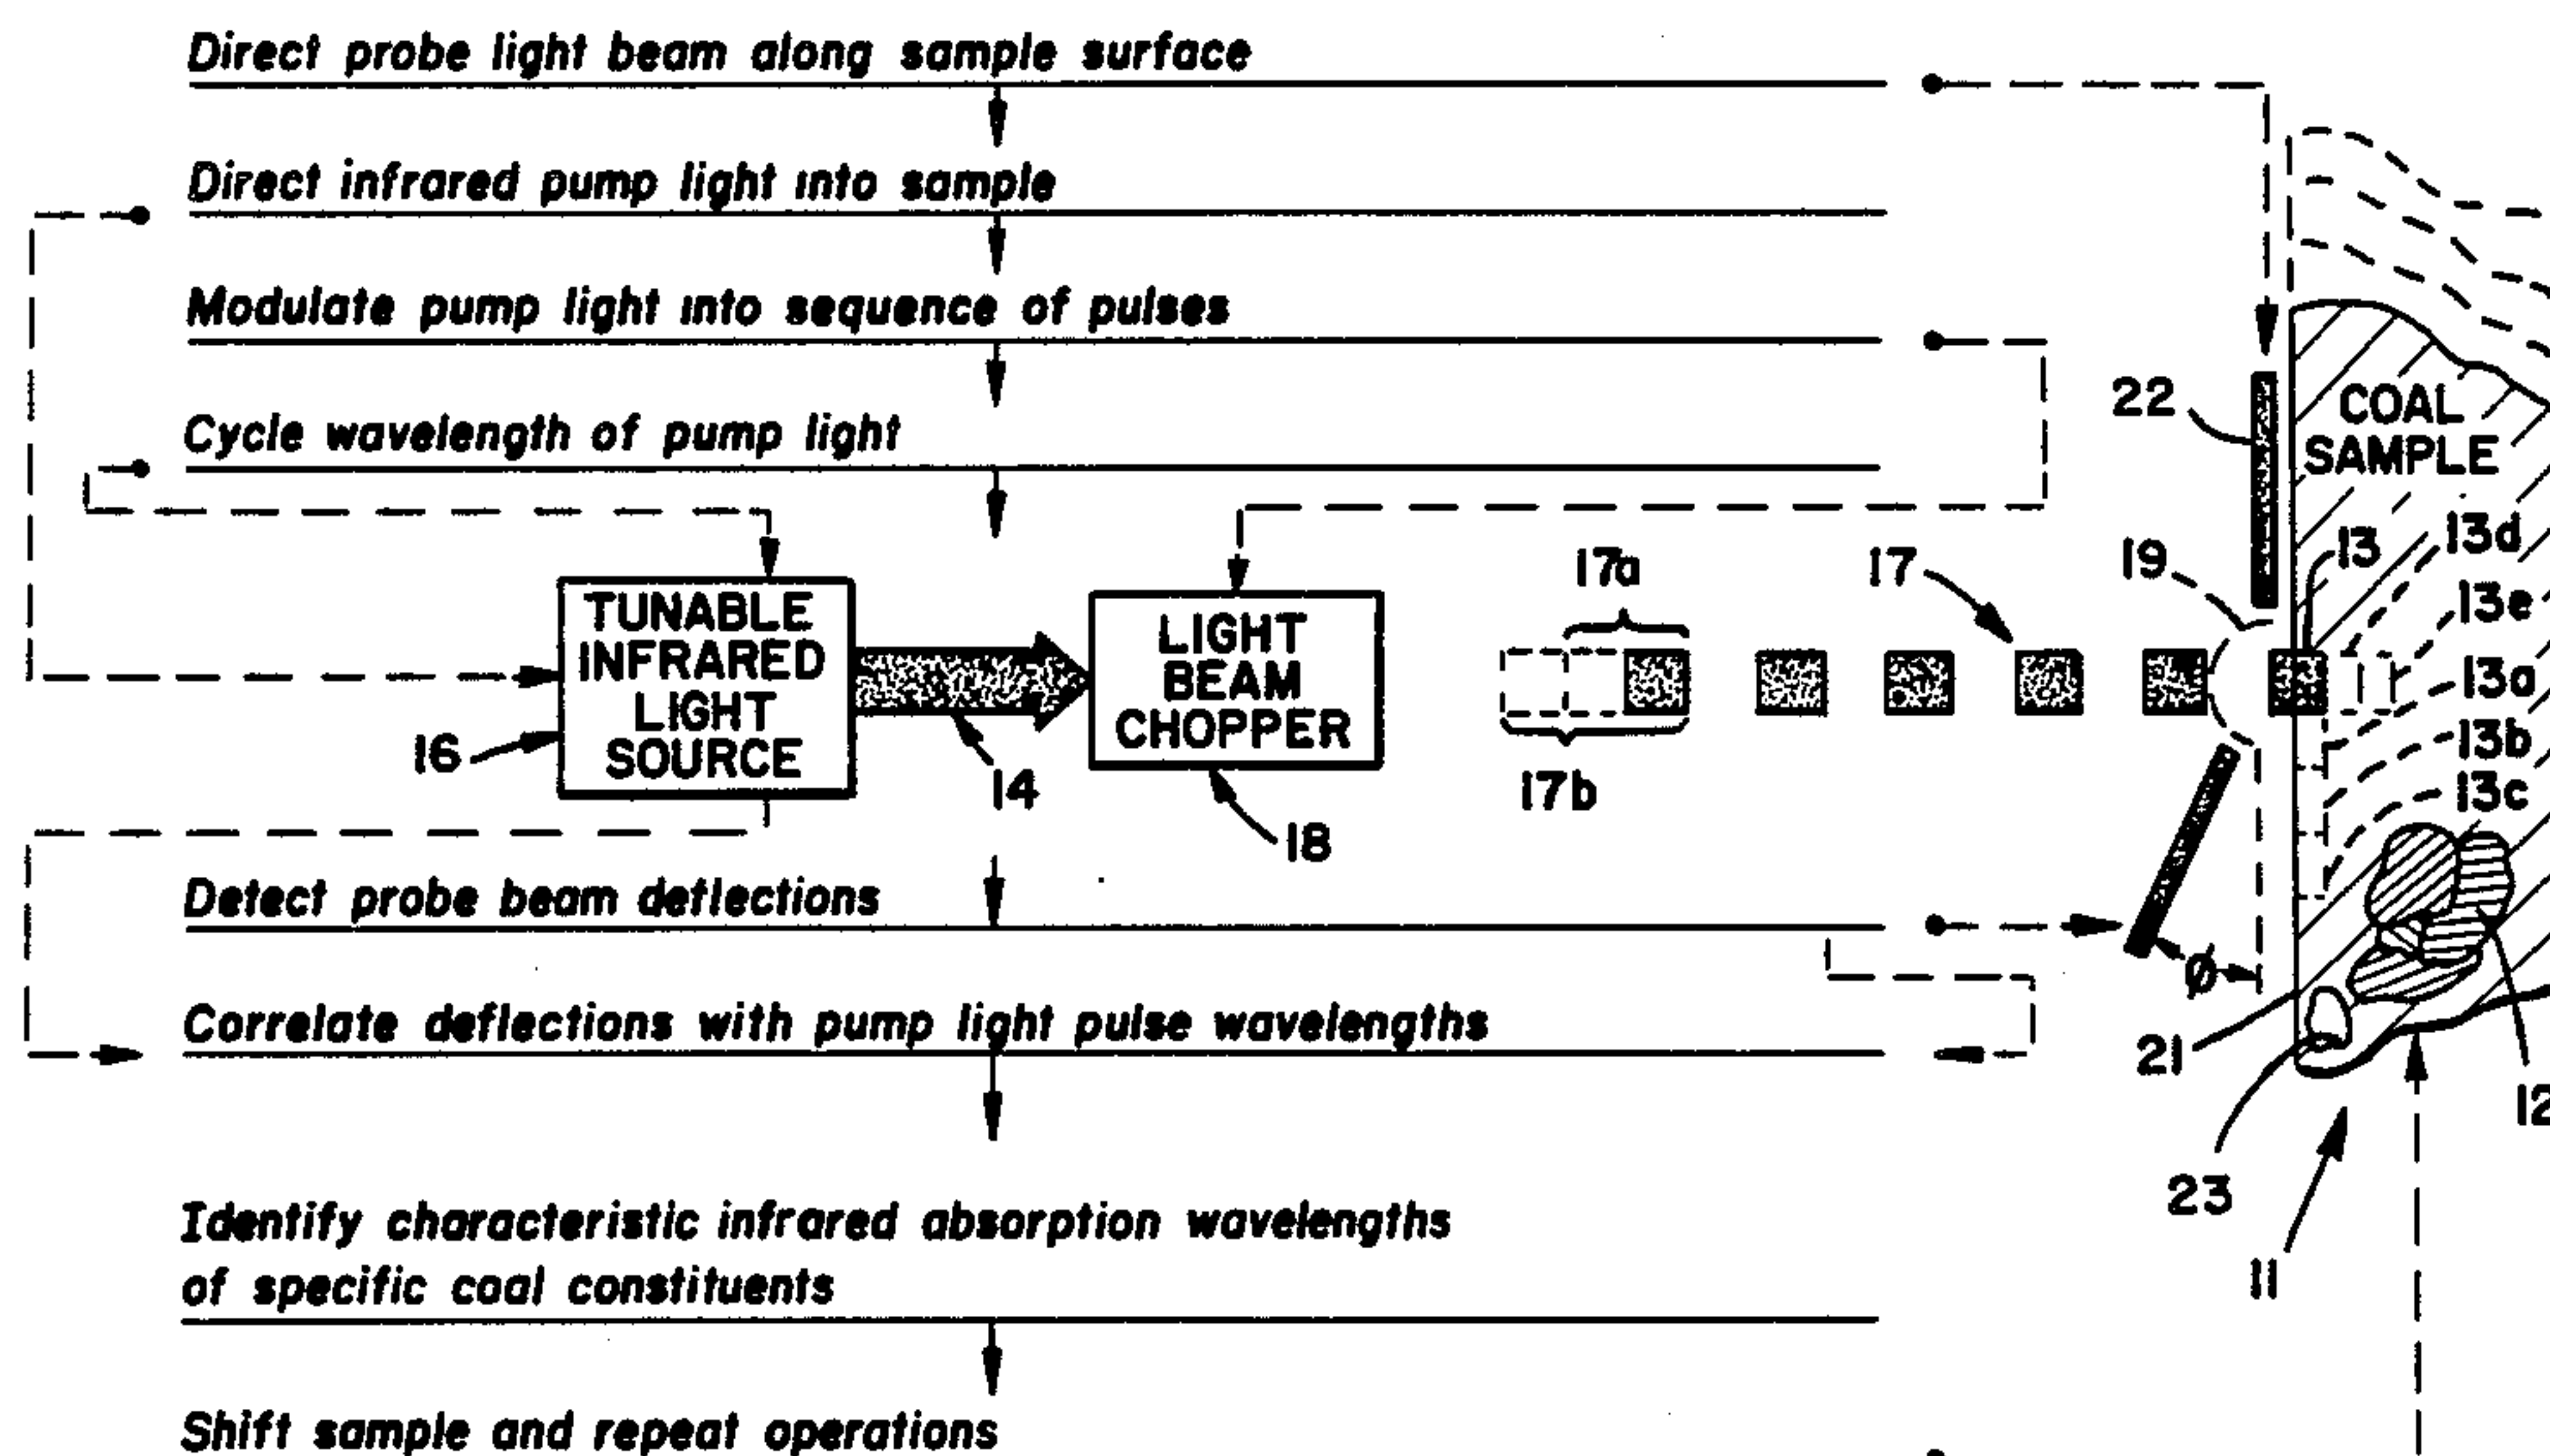 Direct probe light beam along sample surface
Direct infrared pump light into sample
Modulate pump light into sequence of pulses
Cycle wavelength of pump light
22
COAL
SAMPLE
TUNABLE
INFRARED
LIGHT
SOURCE
16
14
LIGHT
BEAM
CHOPPER
18
17a
17b
17
19
13
13d
13e
13a
13b
13c
Detect probe beam deflections
ø
Correlate deflections with pump light pulse wavelengths
21
12
23
11
Identify characteristic infrared absorption wavelengths
of specific coal constituents
Shift sample and repeat operations